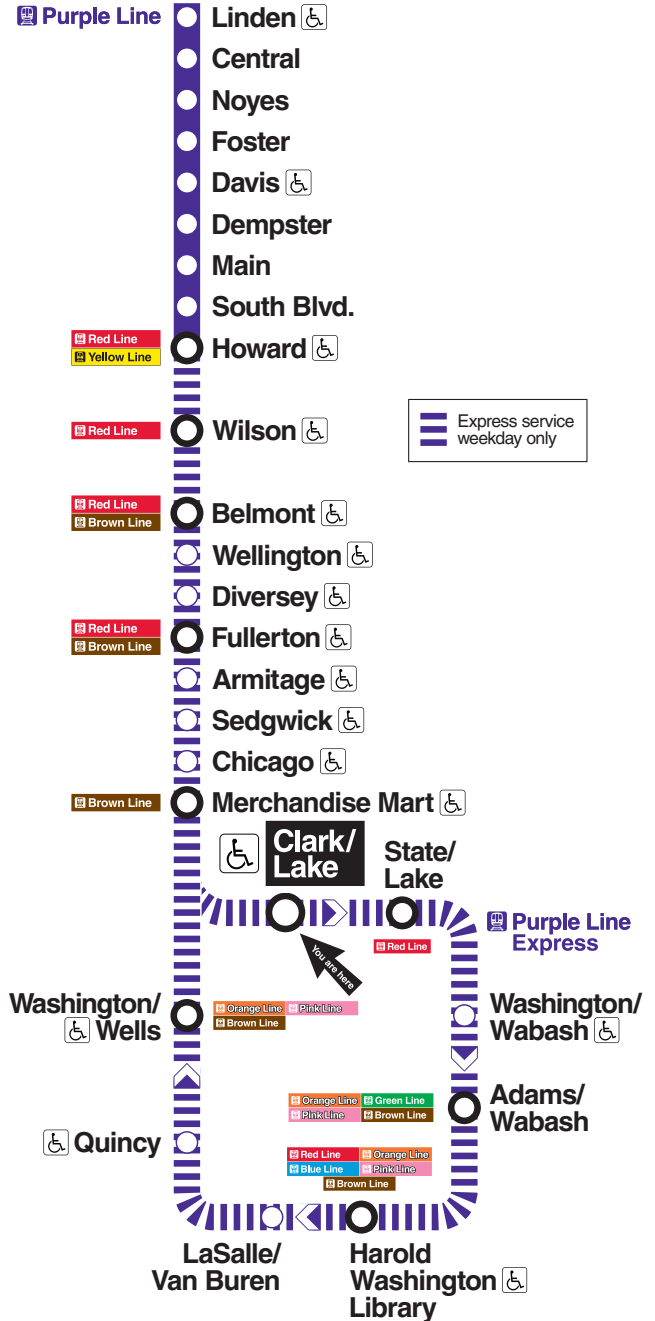 Purple Line
Linden
Central
Noyes
Foster
Davis
Dempster
Main
South Blvd.
Red Line
Yellow Line
Howard
Express service
weekday only
Red Line
Wilson
Red Line
Brown Line
Belmont
Wellington
Diversey
Red Line
Brown Line
Fullerton
Armitage
Sedgwick
Chicago
Brown Line
Merchandise Mart
Clark/
Lake
State/
Lake
Purple Line
Express
Red Line
You are here
Washington/
Wells
Orange Line Pink Line
Brown Line
Washington/
Wabash
Orange Line Green Line
Pink Line Brown Line
Adams/
Wabash
Quincy
Red Line Orange Line
Blue Line Pink Line
Brown Line
LaSalle/
Van Buren
Harold
Washington
Library